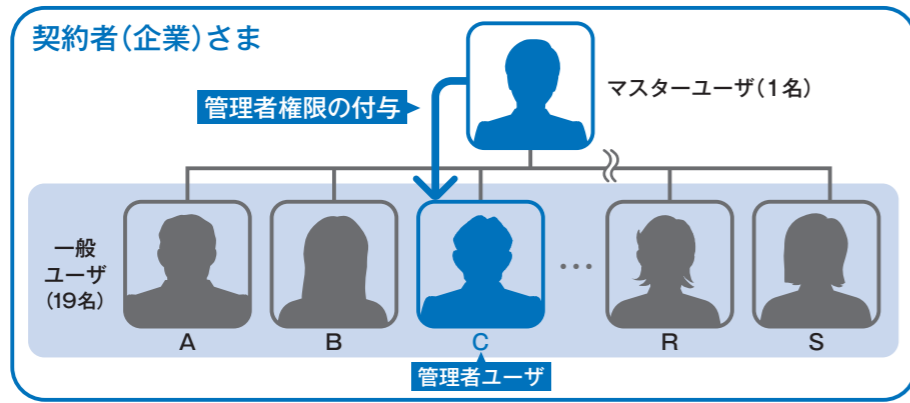 契約者（企業）さま
マスターユーザ（1名）
管理者権限の付与
一般
ユーザ
（19名）
…
A B C R S
管理者ユーザ